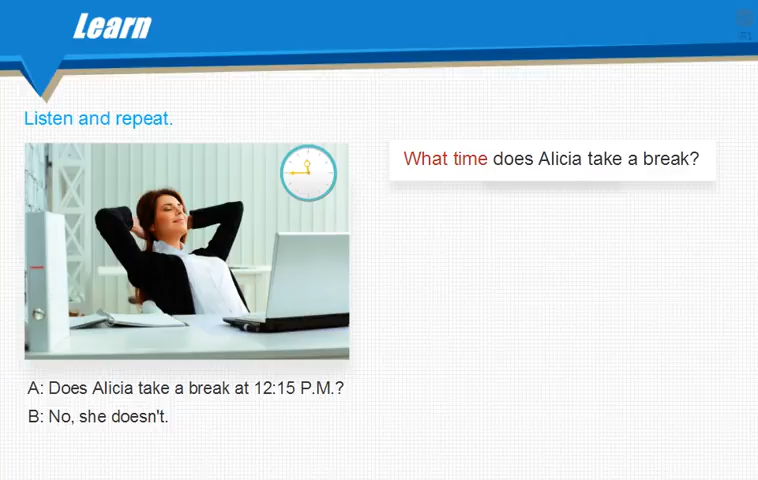 Learn
Listen and repeat.
What time does Alicia take a break?
A: Does Alicia take a break at 12:15 P.M.?
B: No, she doesn't.